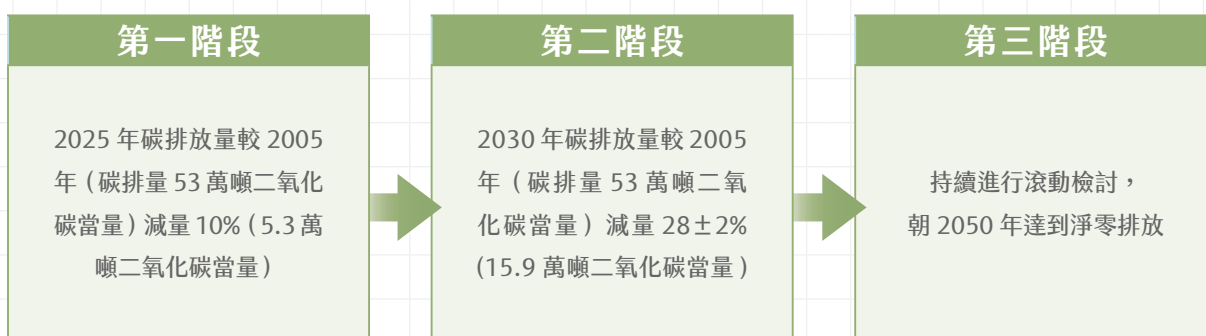 第一階段
2025 年碳排放量較 2005
年（碳排量 53 萬噸二氧化
碳當量）減量 10%（5.3 萬
噸二氧化碳當量）
第二階段
2030 年碳排放量較 2005
年（碳排量 53 萬噸二氧
化碳當量）減量 28±2%
(15.9 萬噸二氧化碳當量）
第三階段
持續進行滾動檢討，
朝 2050 年達到淨零排放